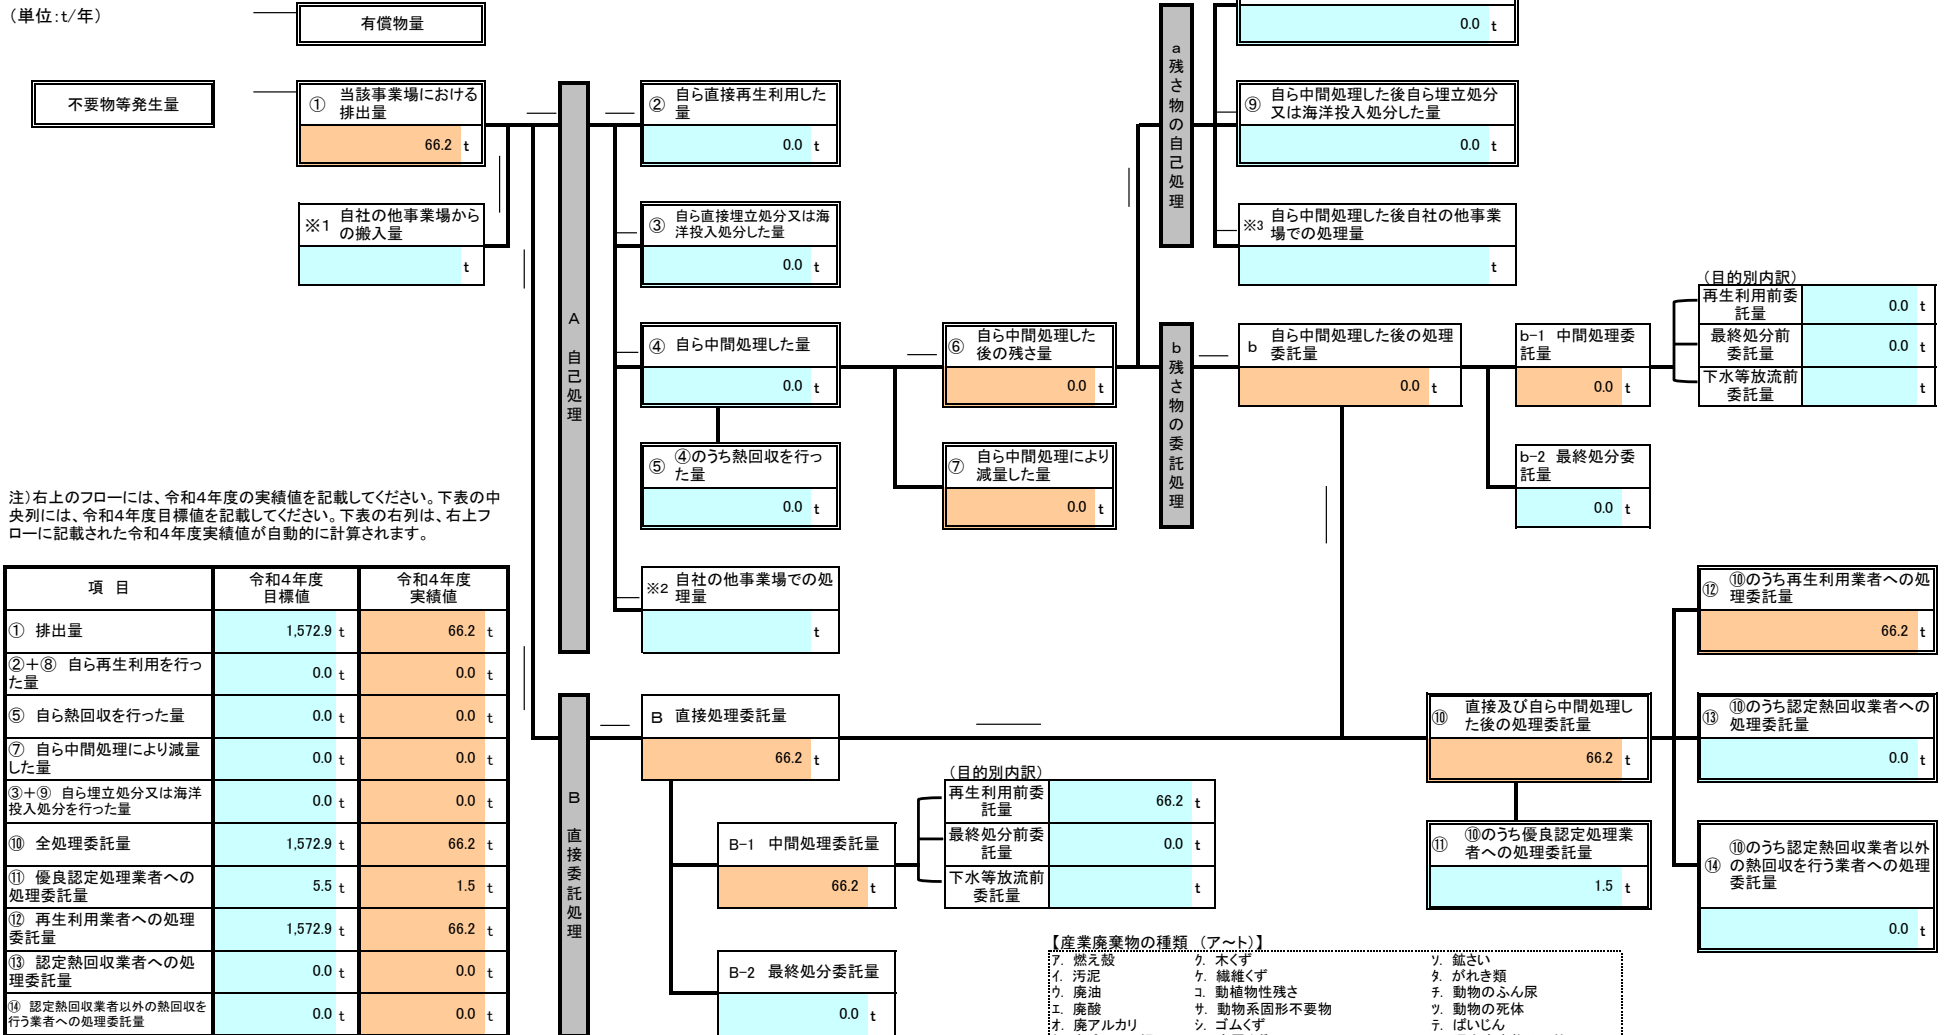 (単位:t/年)
有償物量
0.0 t
不要物等発生量
① 当該事業場における
排出量
66.2 t
② 自ら直接再生利用した
量
0.0 t
⑨ 自ら中間処理した後自ら埋立処分
又は海洋投入処分した量
0.0 t
a 残さ物の自己処理
※1 自社の他事業場から
の搬入量
t
③ 自ら直接埋立処分又は海
洋投入処分した量
0.0 t
※3 自ら中間処理した後自社の他事業
場での処理量
t
A 自己処理
④ 自ら中間処理した量
0.0 t
⑥ 自ら中間処理した
後の残さ量
0.0 t
b 残さ物の委託処理
b 自ら中間処理した後の処理
委託量
0.0 t
b-1 中間処理委
託量
0.0 t
(目的別内訳)
再生利用前委
託量
0.0 t
最終処分前
委託量
0.0 t
下水等放流前
委託量
t
⑤ ④のうち熱回収を行っ
た量
0.0 t
⑦ 自ら中間処理により
減量した量
0.0 t
b-2 最終処分委
託量
0.0 t
注)右上のフローには、令和4年度の実績値を記載してください。下表の中
央列には、令和4年度目標値を記載してください。下表の右列は、右上フ
ローに記載された令和4年度実績値が自動的に計算されます。
※2 自社の他事業場での処
理量
t
項 目
令和4年度
目標値
令和4年度
実績値
① 排出量 1,572.9 t 66.2 t
②+⑧ 自ら再生利用を行っ
た量 0.0 t 0.0 t
⑤ 自ら熱回収を行った量 0.0 t 0.0 t
⑦ 自ら中間処理により減量
した量 0.0 t 0.0 t
③+⑨ 自ら埋立処分又は海洋
投入処分を行った量 0.0 t 0.0 t
⑩ 全処理委託量 1,572.9 t 66.2 t
⑪ 優良認定処理業者への
処理委託量 5.5 t 1.5 t
⑫ 再生利用業者への処理
委託量 1,572.9 t 66.2 t
⑬ 認定熱回収業者への処
理委託量 0.0 t 0.0 t
⑭ 認定熱回収業者以外の熱回収を
行う業者への処理委託量 0.0 t 0.0 t
B 直接委託処理
B 直接処理委託量
66.2 t
B-1 中間処理委託量
66.2 t
(目的別内訳)
再生利用前委
託量
66.2 t
最終処分前委
託量
0.0 t
下水等放流前
委託量
t
B-2 最終処分委託量
0.0 t
⑩ 直接及び自ら中間処理し
た後の処理委託量
66.2 t
⑪ ⑩のうち優良認定処理業
者への処理委託量
1.5 t
⑫ ⑩のうち再生利用業者への処
理委託量
66.2 t
⑬ ⑩のうち認定熱回収業者への
処理委託量
0.0 t
⑭ ⑩のうち認定熱回収業者以外
の熱回収を行う業者への処理
委託量
0.0 t
【産業廃棄物の種類 (ア~ト)】
ア. 燃え殻 ク. 木くず ソ. 鉱さい
イ. 汚泥 ケ. 繊維くず タ. がれき類
ウ. 廃油 コ. 動植物性残さ チ. 動物のふん尿
エ. 廃酸 サ. 動物系固形不要物 ツ. 動物の死体
オ. 廃アルカリ シ. ゴムくず テ. ばいじん